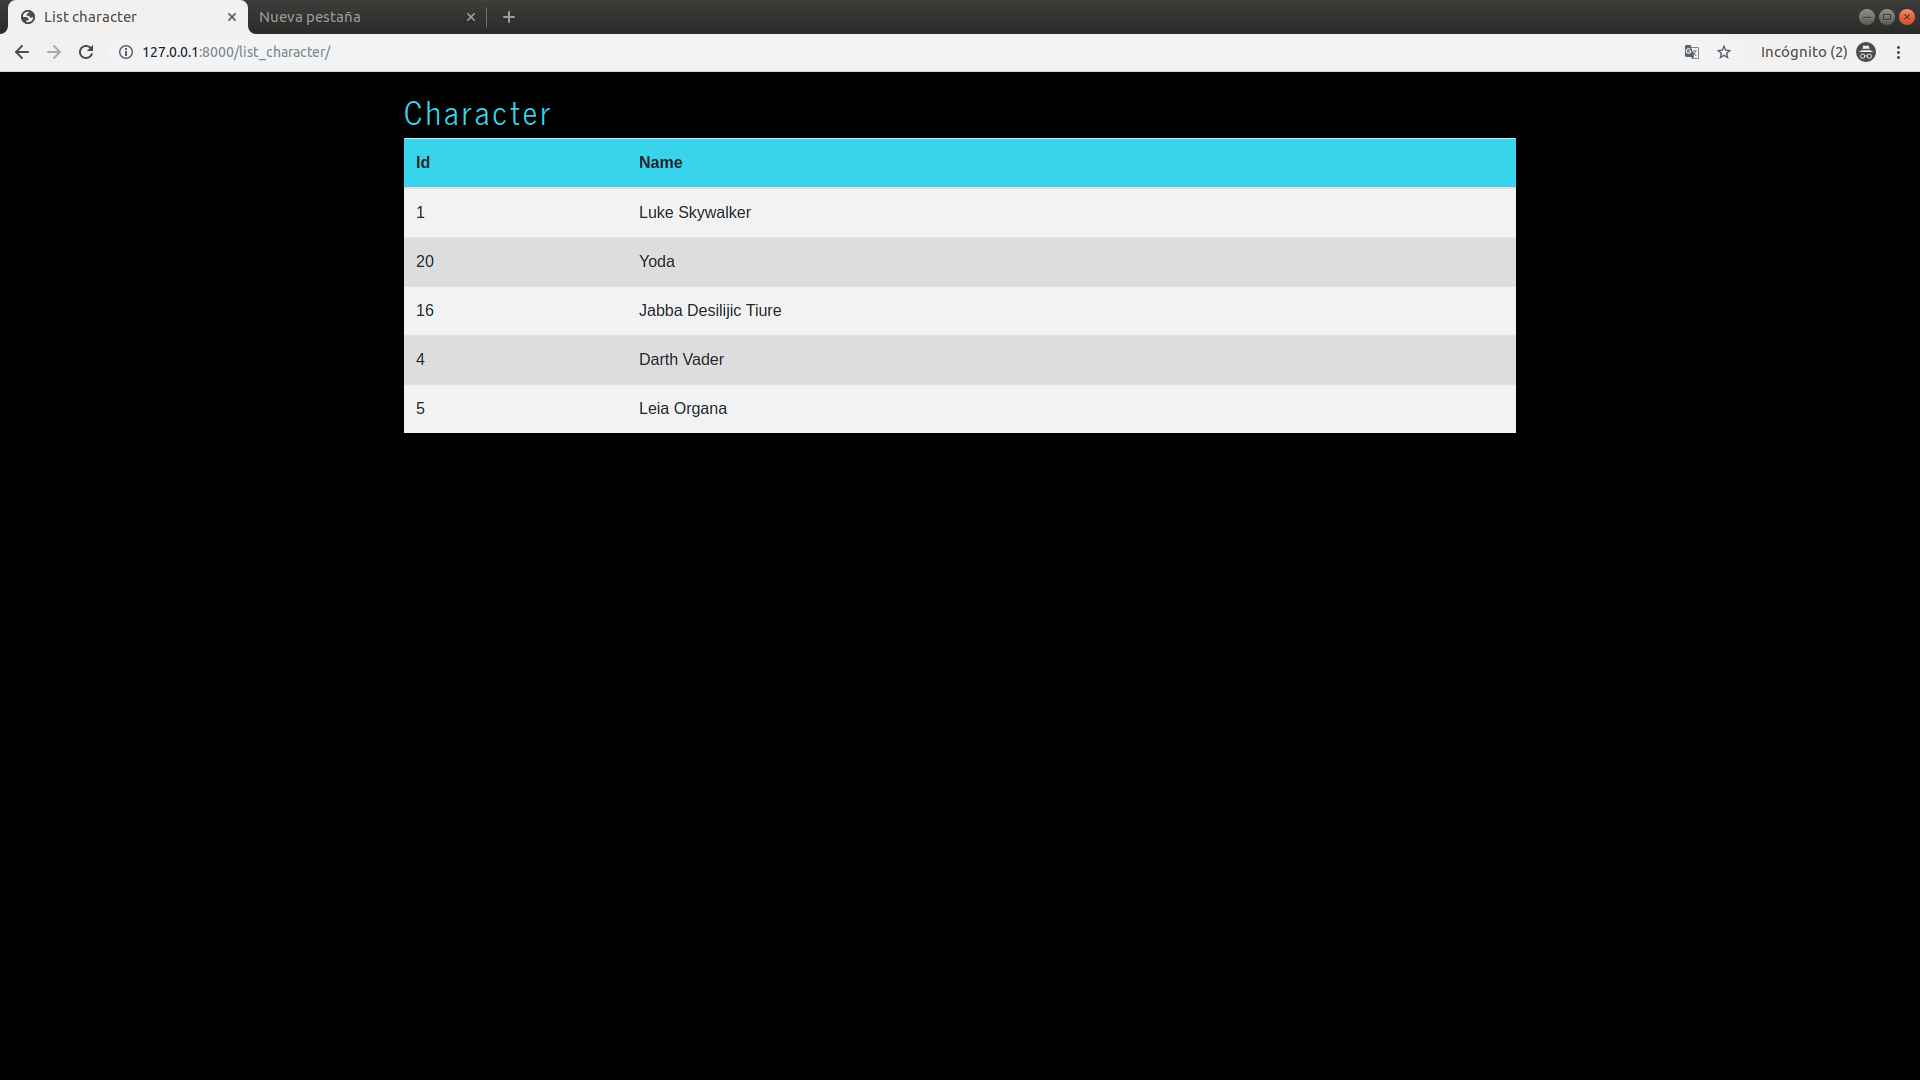 List character
Nueva pestaña
127.0.0.1:8000/list_character/
Incógnito (2)
Character
Id Name
1 Luke Skywalker
20 Yoda
16 Jabba Desilijic Tiure
4 Darth Vader
5 Leia Organa